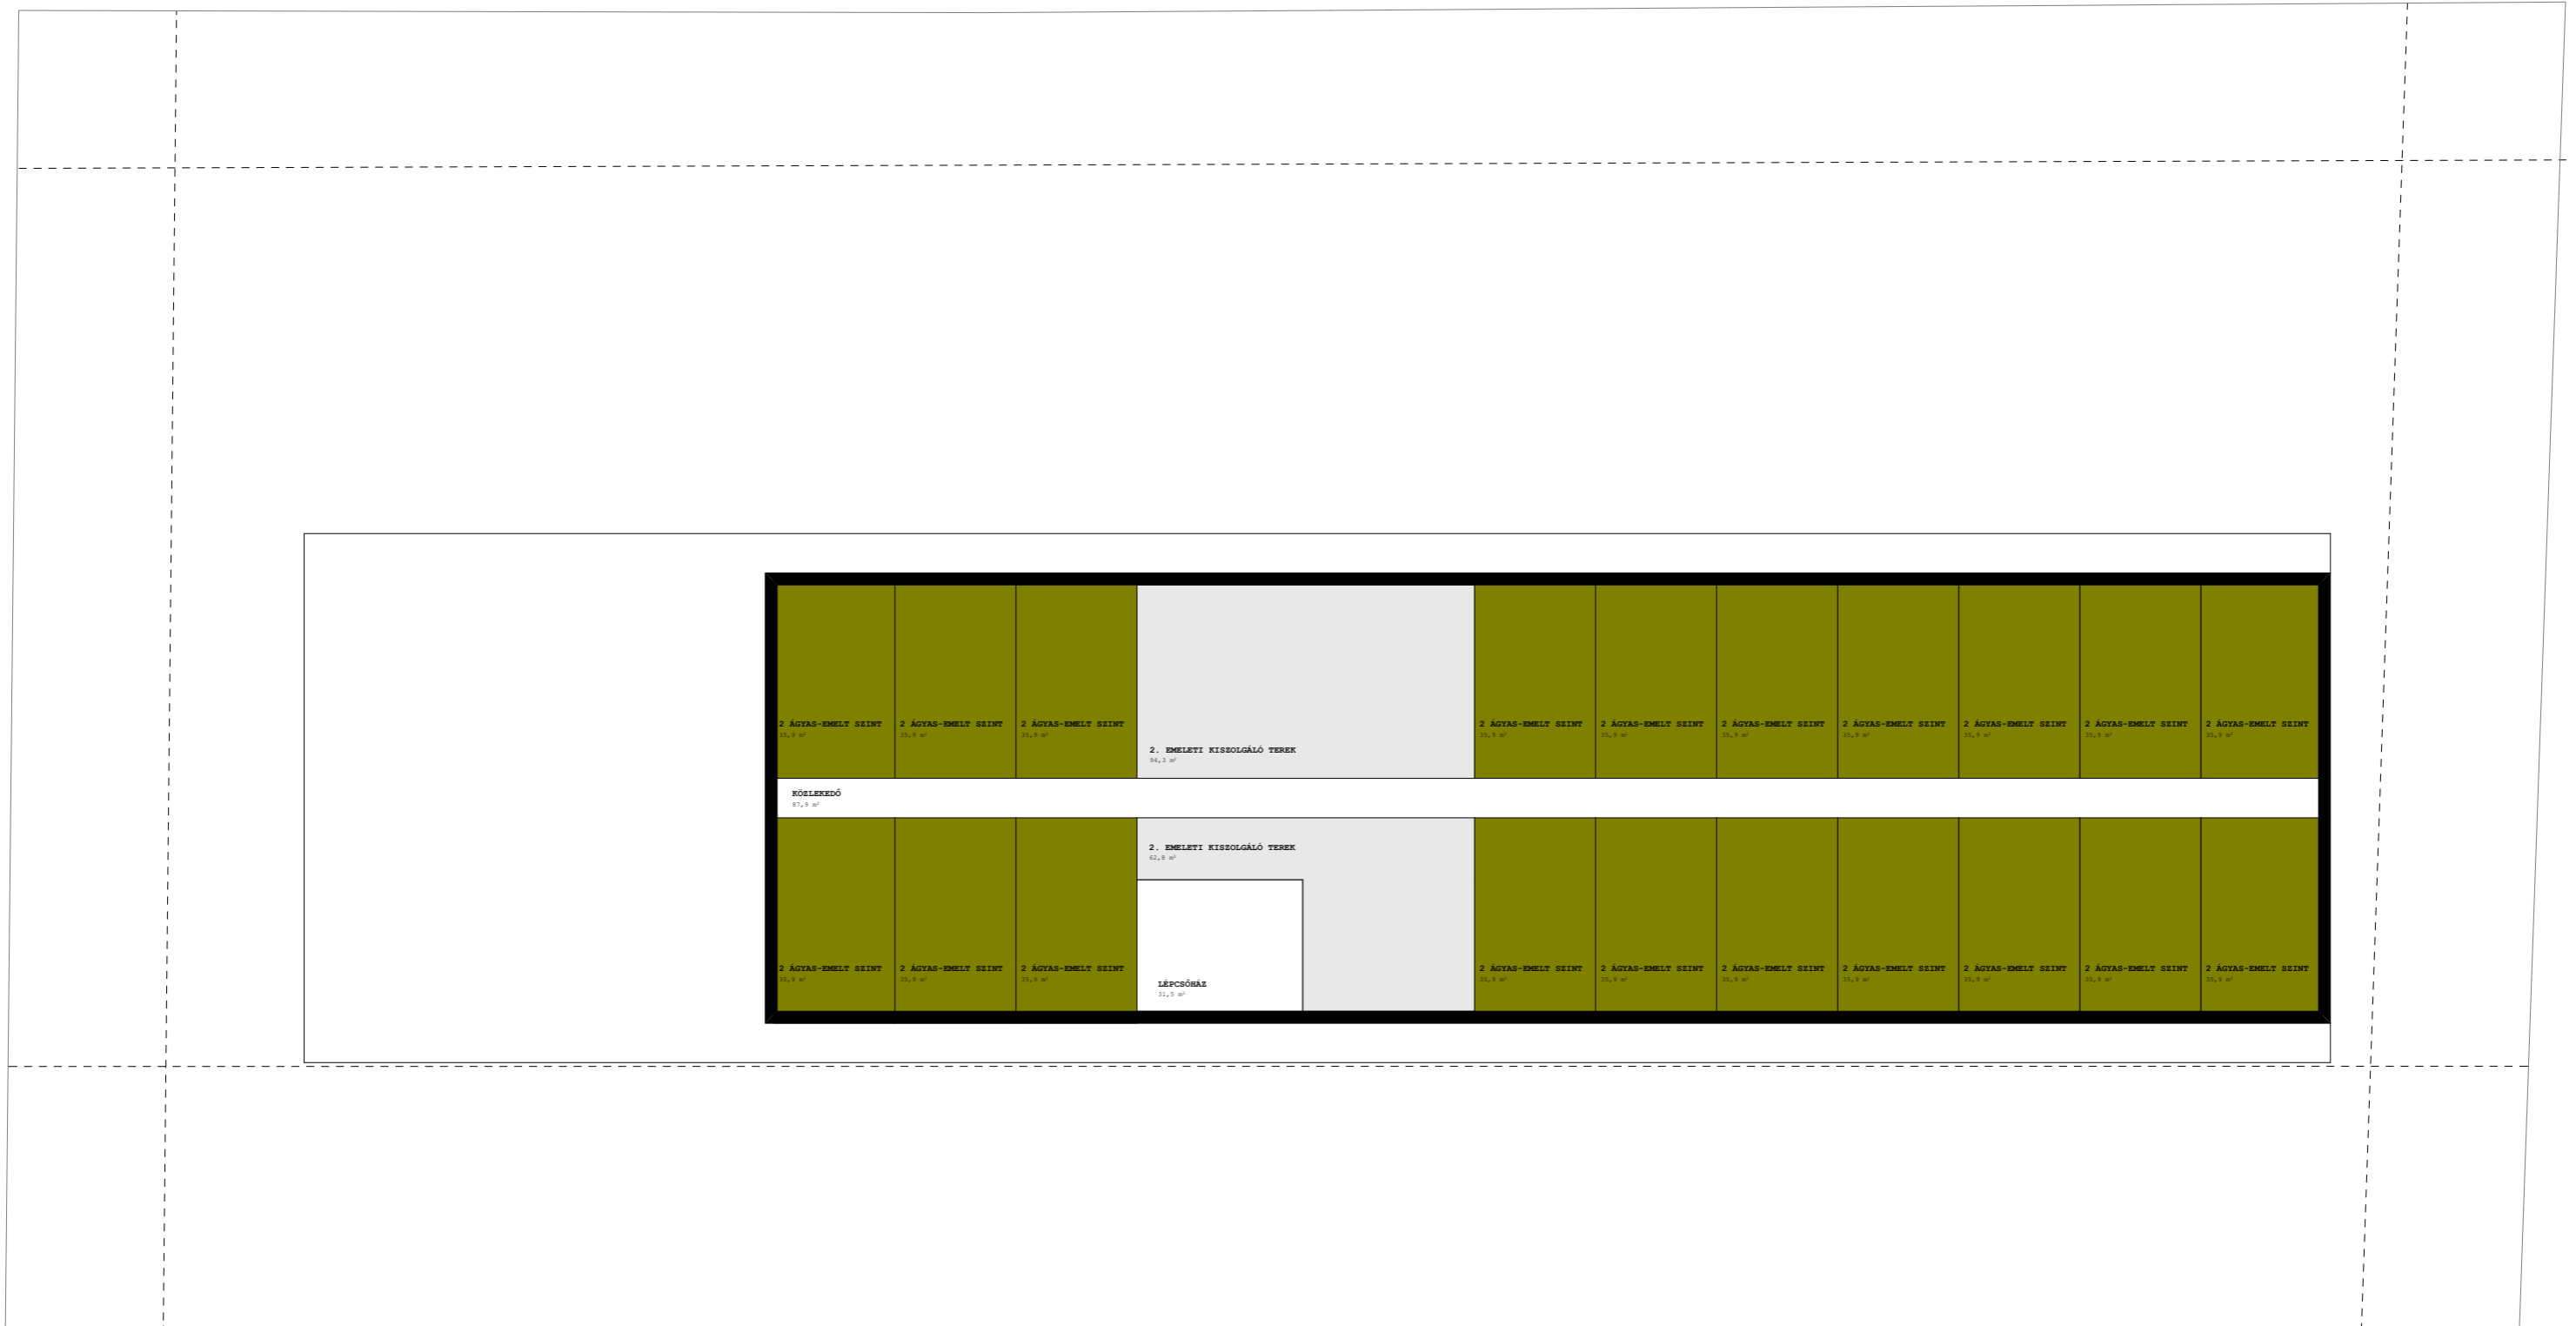 2 ÁGYAS-EMELT SZINT
35,9 m²
2 ÁGYAS-EMELT SZINT
35,9 m²
2 ÁGYAS-EMELT SZINT
35,9 m²
2. EMELETI KISZOLGÁLÓ TEREK
94,3 m²
2 ÁGYAS-EMELT SZINT
35,9 m²
2 ÁGYAS-EMELT SZINT
35,9 m²
2 ÁGYAS-EMELT SZINT
35,9 m²
2 ÁGYAS-EMELT SZINT
35,9 m²
2 ÁGYAS-EMELT SZINT
35,9 m²
2 ÁGYAS-EMELT SZINT
35,9 m²
2 ÁGYAS-EMELT SZINT
35,9 m²
KÖZLEKEDŐ
87,9 m²
2. EMELETI KISZOLGÁLÓ TEREK
62,8 m²
2 ÁGYAS-EMELT SZINT
35,9 m²
2 ÁGYAS-EMELT SZINT
35,9 m²
2 ÁGYAS-EMELT SZINT
35,9 m²
LÉPCSŐHÁZ
31,5 m²
2 ÁGYAS-EMELT SZINT
35,9 m²
2 ÁGYAS-EMELT SZINT
35,9 m²
2 ÁGYAS-EMELT SZINT
35,9 m²
2 ÁGYAS-EMELT SZINT
35,9 m²
2 ÁGYAS-EMELT SZINT
35,9 m²
2 ÁGYAS-EMELT SZINT
35,9 m²
2 ÁGYAS-EMELT SZINT
35,9 m²